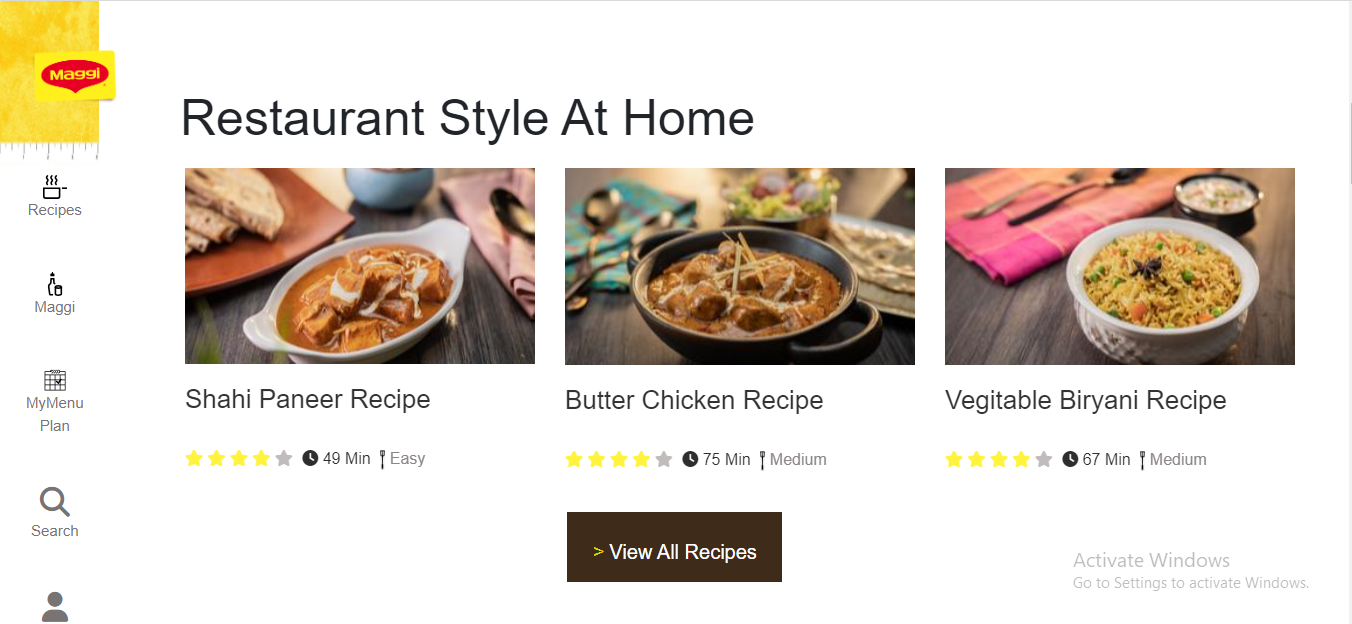 Maggi
Recipes
Maggi
MyMenu
Plan
Search
Restaurant Style At Home
Shahi Paneer Recipe
49 Min Easy
Butter Chicken Recipe
75 Min Medium
Vegitable Biryani Recipe
67 Min Medium
> View All Recipes
Activate Windows
Go to Settings to activate Windows.